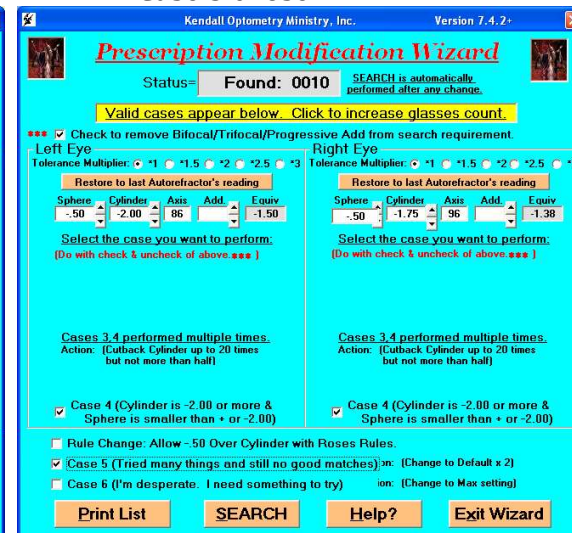 Kendall Optometry Ministry, Inc. Version 7.4.2+
Prescription Modification Wizard
Status= Found: 0010 SEARCH is automatically
performed after any change.
Valid cases appear below. Click to increase glasses count.
*** Check to remove Bifocal/Trifocal/Progressive Add from search requirement.
Left Eye
Tolerance Multiplier: *1 *1.5 *2 *2.5 *3
Restore to last Autorefractor's reading
Sphere Cylinder Axis Add. Equiv
-.50 -2.00 86 -1.50
Select the case you want to perform:
(Do with check & uncheck of above.*** )
Cases 3,4 performed multiple times.
Action: (Cutback Cylinder up to 20 times
but not more than half)
Case 4 (Cylinder is -2.00 or more &
Sphere is smaller than + or -2.00)
Right Eye
Tolerance Multiplier: *1 *1.5 *2 *2.5 *
Restore to last Autorefractor's reading
Sphere Cylinder Axis Add. Equiv
-.50 -1.75 96 -1.38
Select the case you want to perform:
(Do with check & uncheck of above.*** )
Cases 3,4 performed multiple times.
Action: (Cutback Cylinder up to 20 times
but not more than half)
Case 4 (Cylinder is -2.00 or more &
Sphere is smaller than + or -2.00)
Rule Change: Allow -.50 Over Cylinder with Roses Rules.
Case 5 (Tried many things and still no good matches) on: (Change to Default x 2)
Case 6 (I'm desperate. I need something to try) ion: (Change to Max setting)
Print List SEARCH Help? Exit Wizard